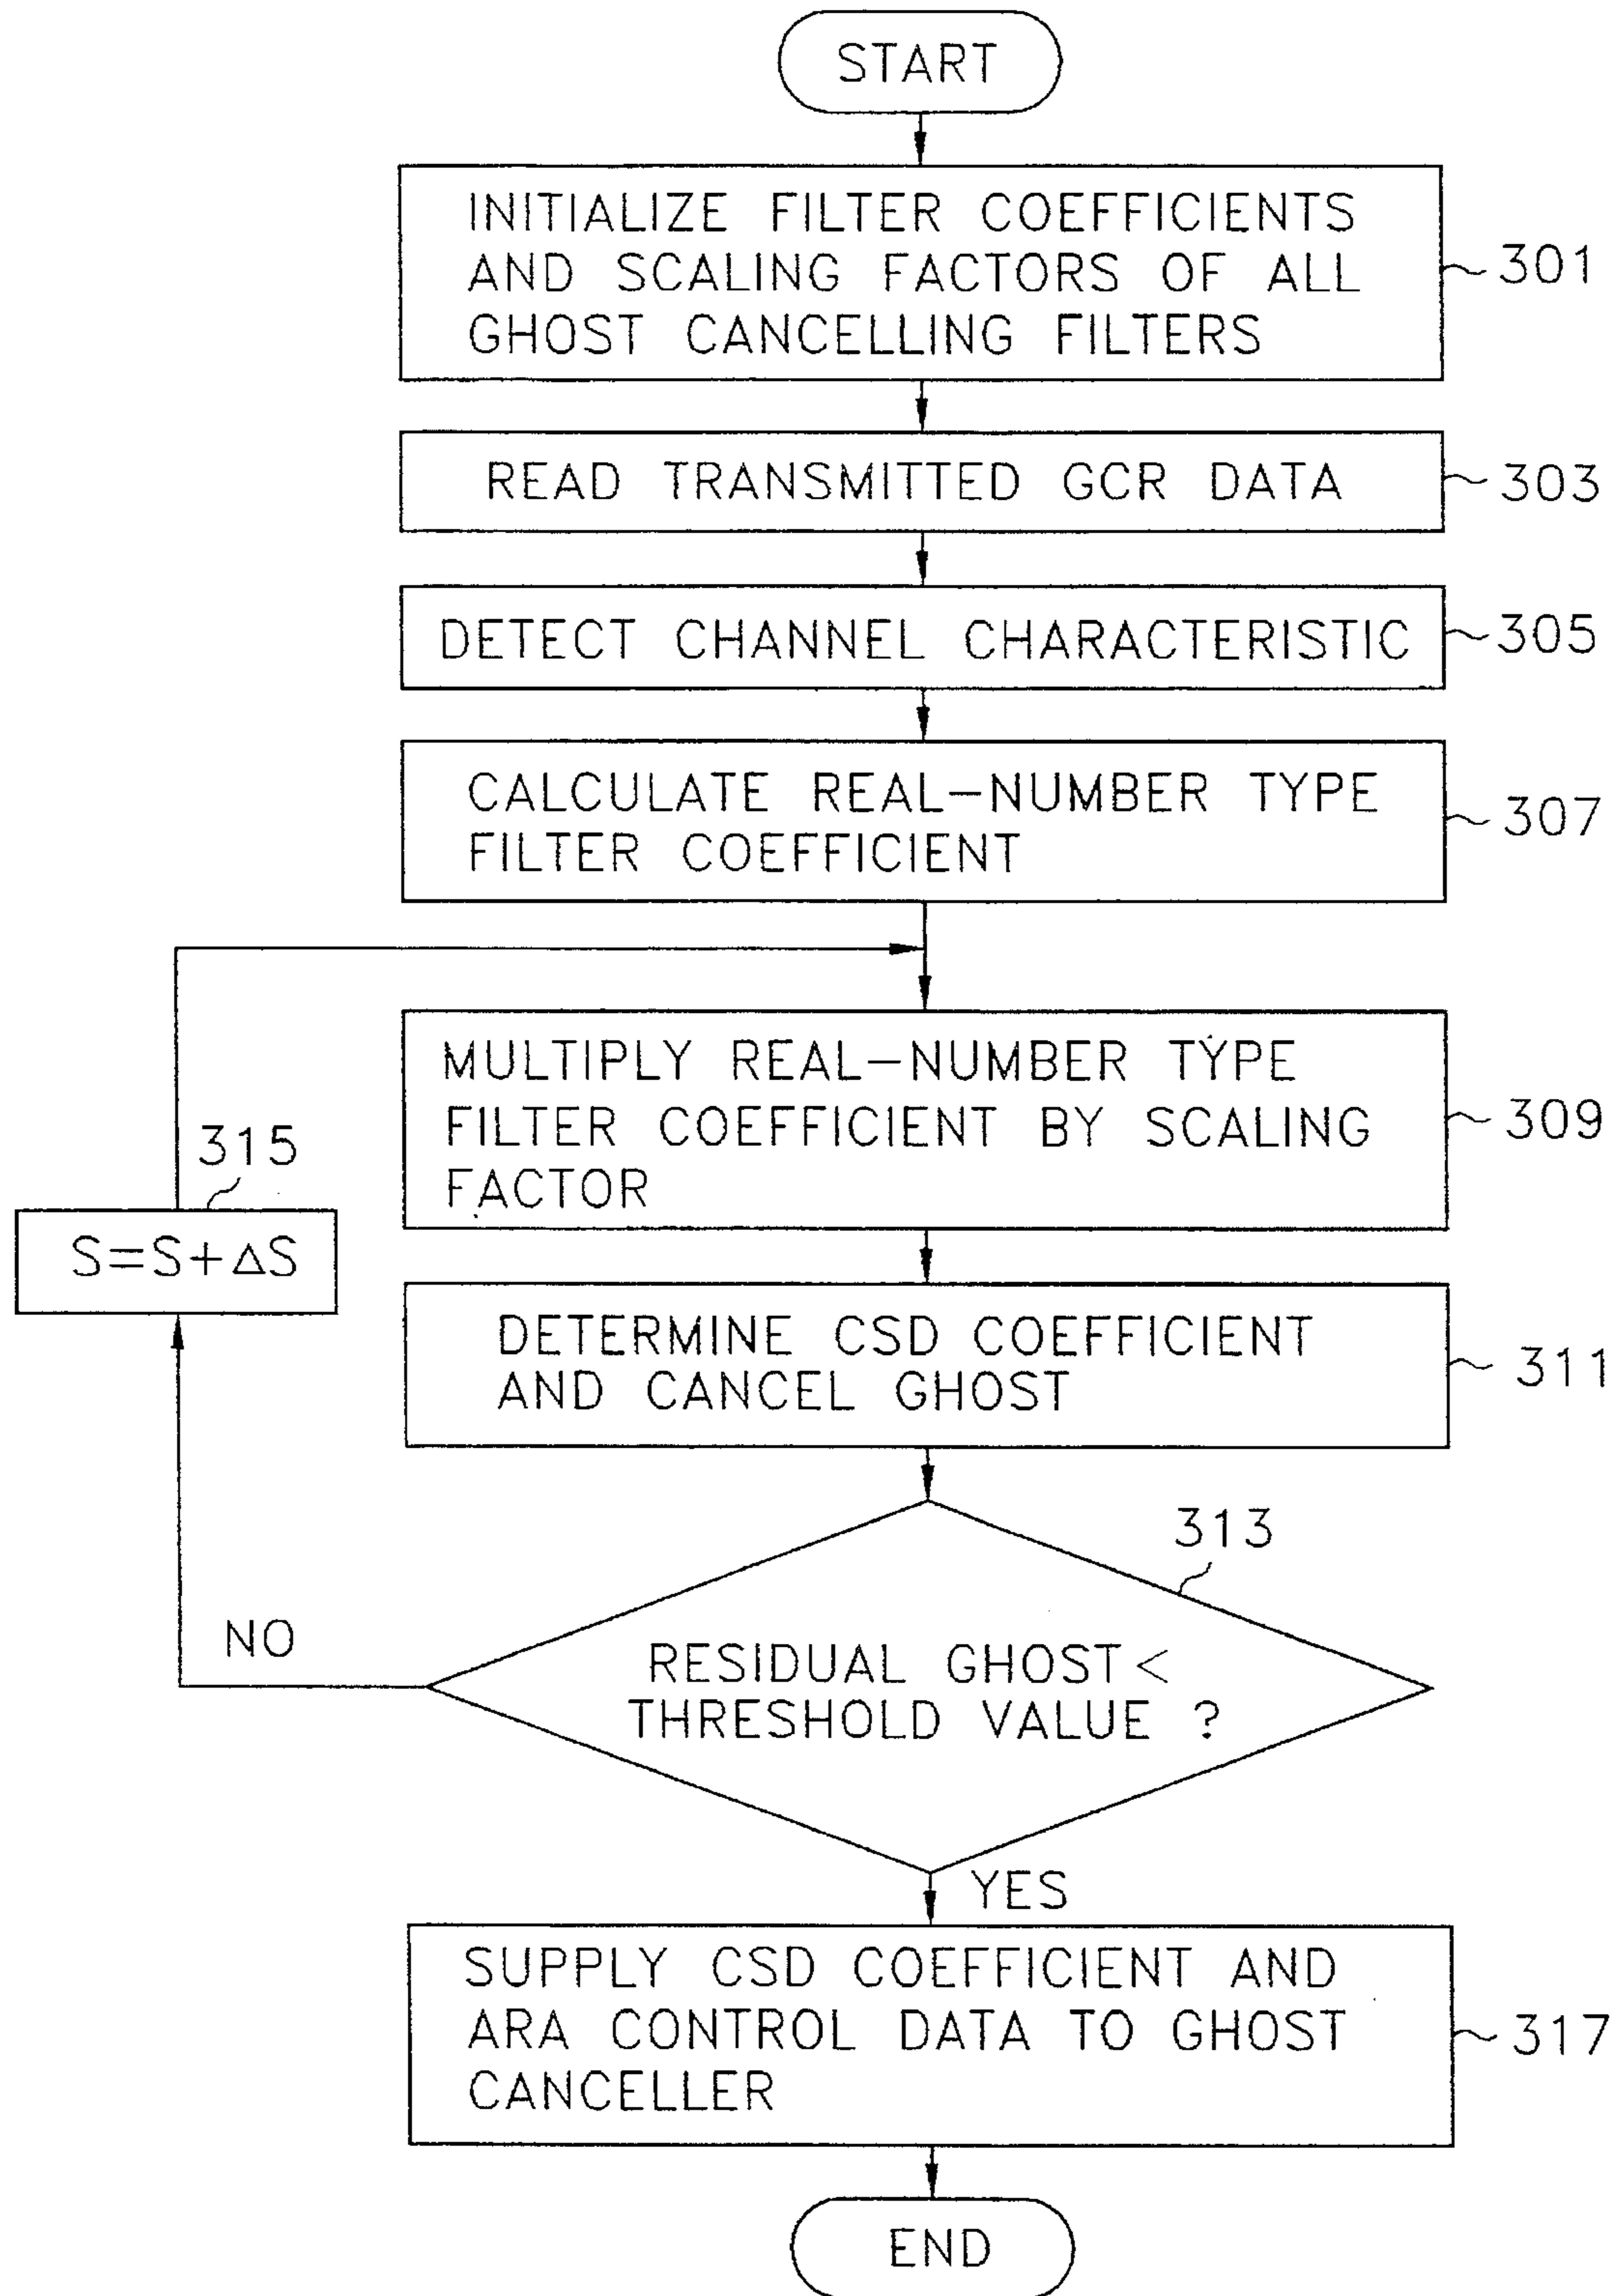 START
INITIALIZE FILTER COEFFICIENTS
AND SCALING FACTORS OF ALL
GHOST CANCELLING FILTERS
301
READ TRANSMITTED GCR DATA
303
DETECT CHANNEL CHARACTERISTIC
305
CALCULATE REAL-NUMBER TYPE
FILTER COEFFICIENT
307
MULTIPLY REAL-NUMBER TYPE
FILTER COEFFICIENT BY SCALING
FACTOR
309
315
S=S+ΔS
DETERMINE CSD COEFFICIENT
AND CANCEL GHOST
311
313
NO
RESIDUAL GHOST<
THRESHOLD VALUE ?
YES
SUPPLY CSD COEFFICIENT AND
ARA CONTROL DATA TO GHOST
CANCELLER
317
END